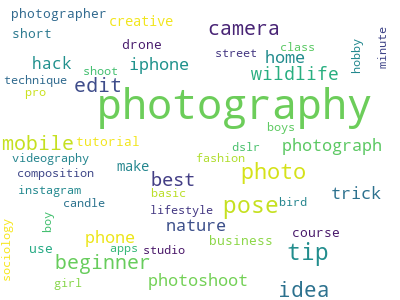 photographer
creative
short
camera
drone
minute
street
class
hobby
hack
iphone
home
shoot
wildlife
technique
edit
pro
photography
boys
mobile
tutorial
dslr
photograph
videography
fashion
composition
make
best
photo
instagram
basic
trick
candle
lifestyle
pose
bird
boy
nature
sociology
phone
course
business
use
apps
studio
tip
beginner
girl
photoshoot
idea